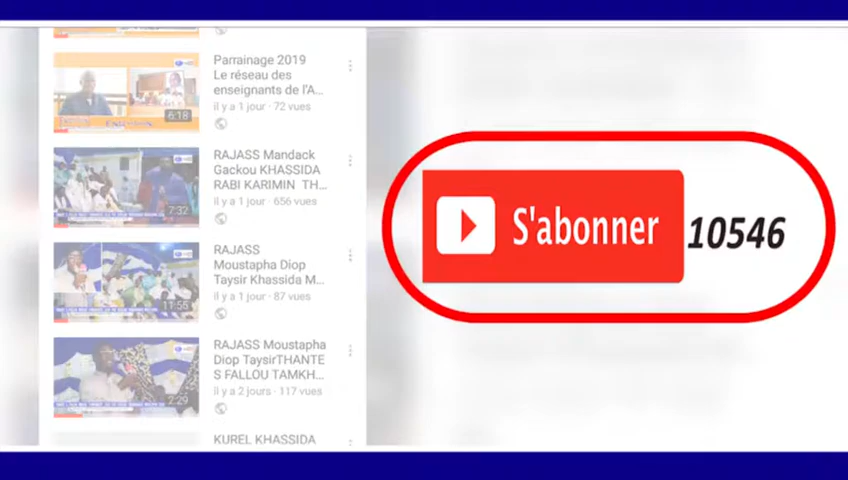 Parrainage 2019
Le réseau des
enseignants de l'A...
il y a 1 jour · 72 vues
6:18
RAJASS Mandack
Gackou KHASSIDA
RABI KARIMIN TH...
il y a 1 jour · 656 vues
7:32
RAJASS
Moustapha Diop
Taysir Khassida M...
il y a 1 jour · 87 vues
11:55
RAJASS Moustapha
Diop TaysirTHANTE
S FALLOU TAMKH...
il y a 2 jours · 117 vues
2:29
KUREL KHASSIDA
S'abonner
10546